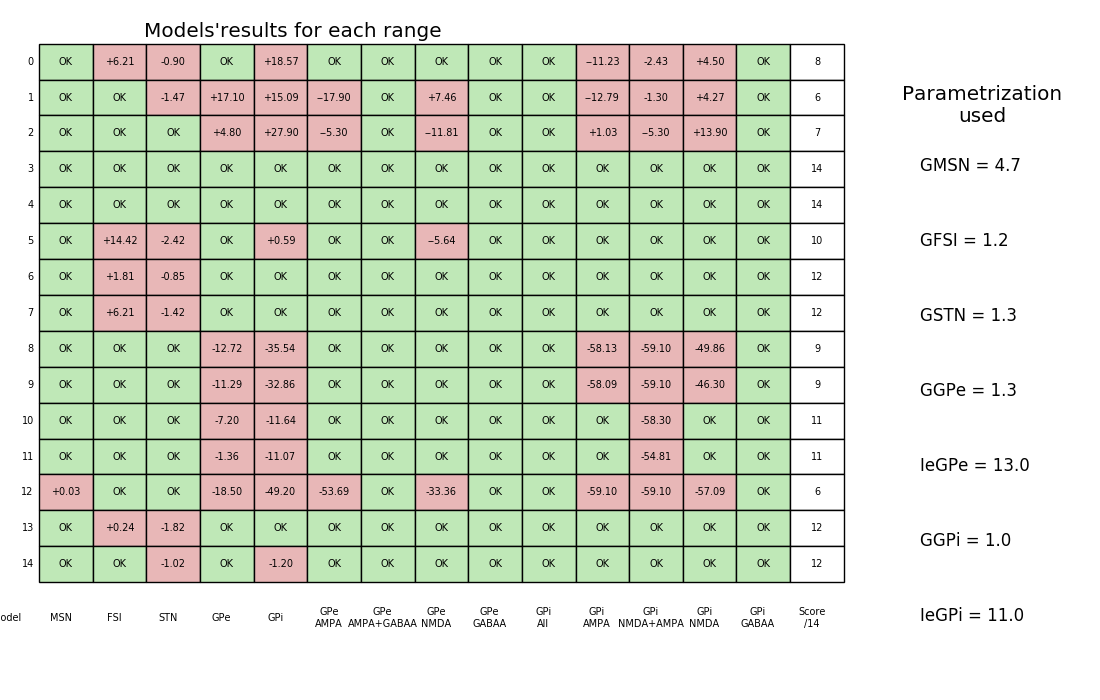 Models'results for each range
0 OK +6.21 -0.90 OK +18.57 OK OK OK OK OK --11.23 -2.43 +4.50 OK 8
1 OK OK -1.47 +17.10 +15.09 --17.90 OK +7.46 OK OK --12.79 -1.30 +4.27 OK 6
2 OK OK OK +4.80 +27.90 --5.30 OK --11.81 OK OK +1.03 --5.30 +13.90 OK 7
3 OK OK OK OK OK OK OK OK OK OK OK OK OK OK 14
4 OK OK OK OK OK OK OK OK OK OK OK OK OK OK 14
5 OK +14.42 -2.42 OK +0.59 OK OK --5.64 OK OK OK OK OK OK 10
6 OK +1.81 -0.85 OK OK OK OK OK OK OK OK OK OK OK 12
7 OK +6.21 -1.42 OK OK OK OK OK OK OK OK OK OK OK 12
8 OK OK OK -12.72 -35.54 OK OK OK OK OK -58.13 -59.10 -49.86 OK 9
9 OK OK OK -11.29 -32.86 OK OK OK OK OK -58.09 -59.10 -46.30 OK 9
10 OK OK OK -7.20 -11.64 OK OK OK OK OK OK -58.30 OK OK 11
11 OK OK OK -1.36 -11.07 OK OK OK OK OK OK -54.81 OK OK 11
12 +0.03 OK OK -18.50 -49.20 -53.69 OK -33.36 OK OK -59.10 -59.10 -57.09 OK 6
13 OK +0.24 -1.82 OK OK OK OK OK OK OK OK OK OK OK 12
14 OK OK -1.02 OK -1.20 OK OK OK OK OK OK OK OK OK 12
odel MSN FSI STN GPe GPi GPe GPe GPe GPe GPi GPi GPi GPi GPi Score
AMPA AMPA+GABAA NMDA GABAA All AMPA NMDA+AMPA NMDA GABAA /14
Parametrization
used
GMSN = 4.7
GFSI = 1.2
GSTN = 1.3
GGPe = 1.3
IeGPe = 13.0
GGPi = 1.0
IeGPi = 11.0